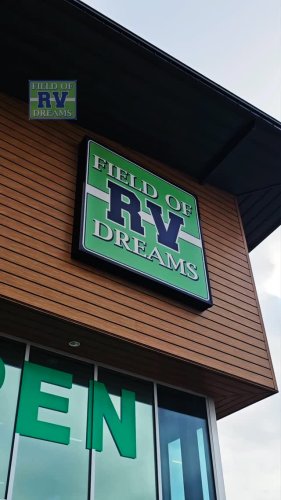 FIELD OF
RV
DREAMS
FIELD OF
RV
DREAMS
PEN